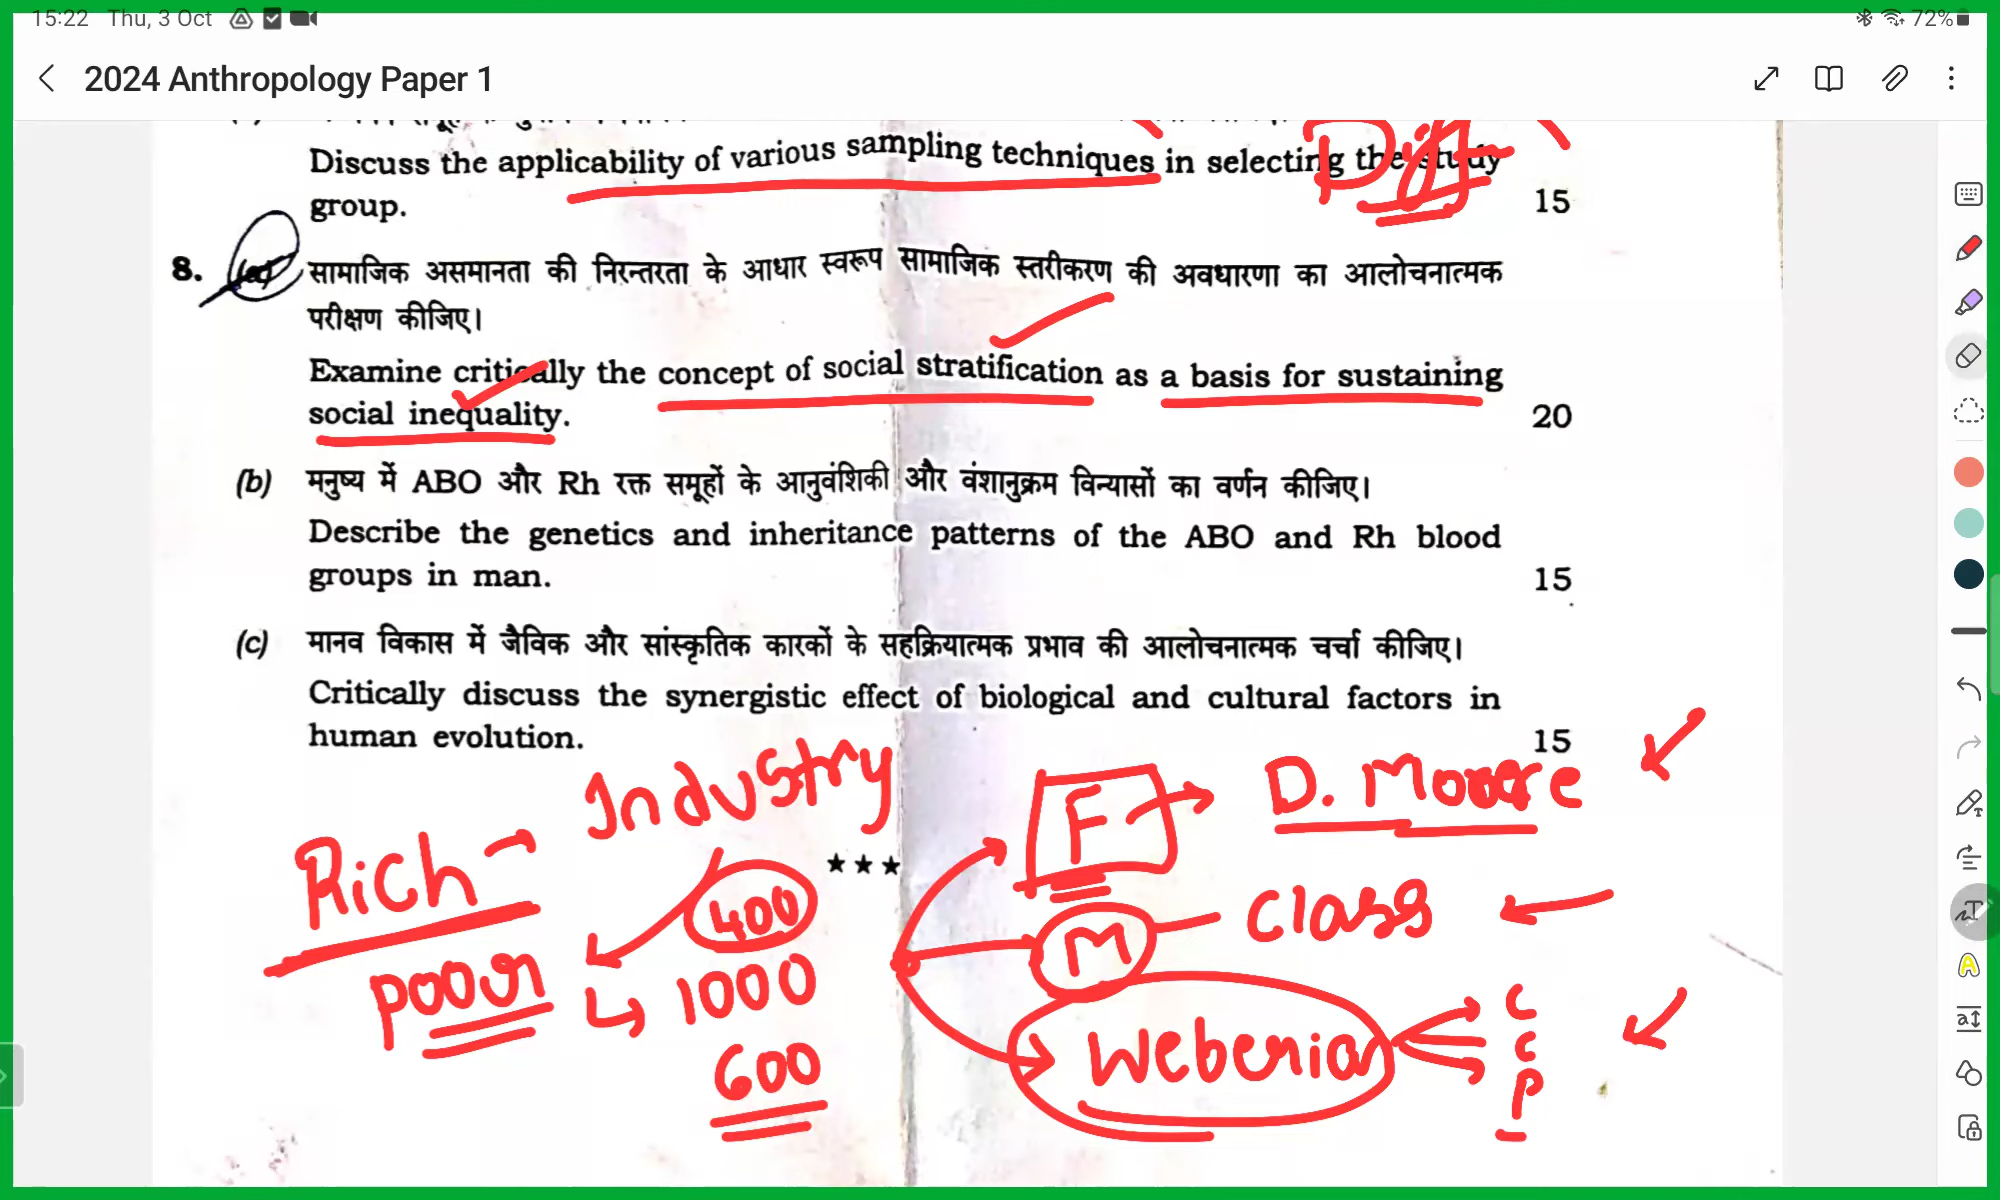 15:22 Thu, 3 Oct
72%
2024 Anthropology Paper 1
Discuss the applicability of various sampling techniques in selecting the study
group.
15
Diff
8. (a) सामाजिक असमानता की निरन्तरता के आधार स्वरूप सामाजिक स्तरीकरण की अवधारणा का आलोचनात्मक
परीक्षण कीजिए।
Examine critically the concept of social stratification as a basis for sustaining
social inequality.
20
(b) मनुष्य में ABO और Rh रक्त समूहों के आनुवंशिकी और वंशानुक्रम विन्यासों का वर्णन कीजिए।
Describe the genetics and inheritance patterns of the ABO and Rh blood
groups in man.
15
(c) मानव विकास में जैविक और सांस्कृतिक कारकों के सहक्रियात्मक प्रभाव की आलोचनात्मक चर्चा कीजिए।
Critically discuss the synergistic effect of biological and cultural factors in
human evolution.
15
Industry
Rich
400
poor
1000
600
★★★
F
D. Moore
M
Class
Weberian
C
P